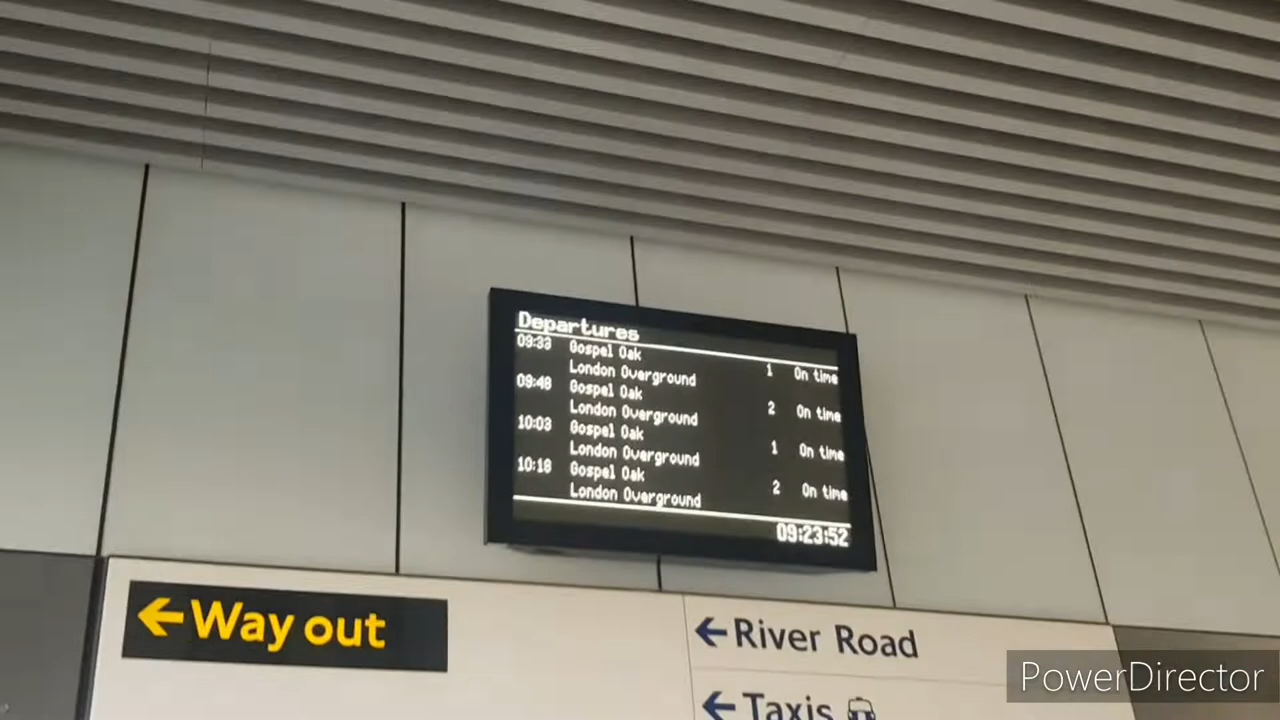 Departures
09:33 Gospel Oak
London Overground 1 On time
09:48 Gospel Oak
London Overground 2 On time
10:03 Gospel Oak
London Overground 1 On time
10:18 Gospel Oak
London Overground 2 On time
09:23:52
←Way out
←River Road
←Taxis
PowerDirector